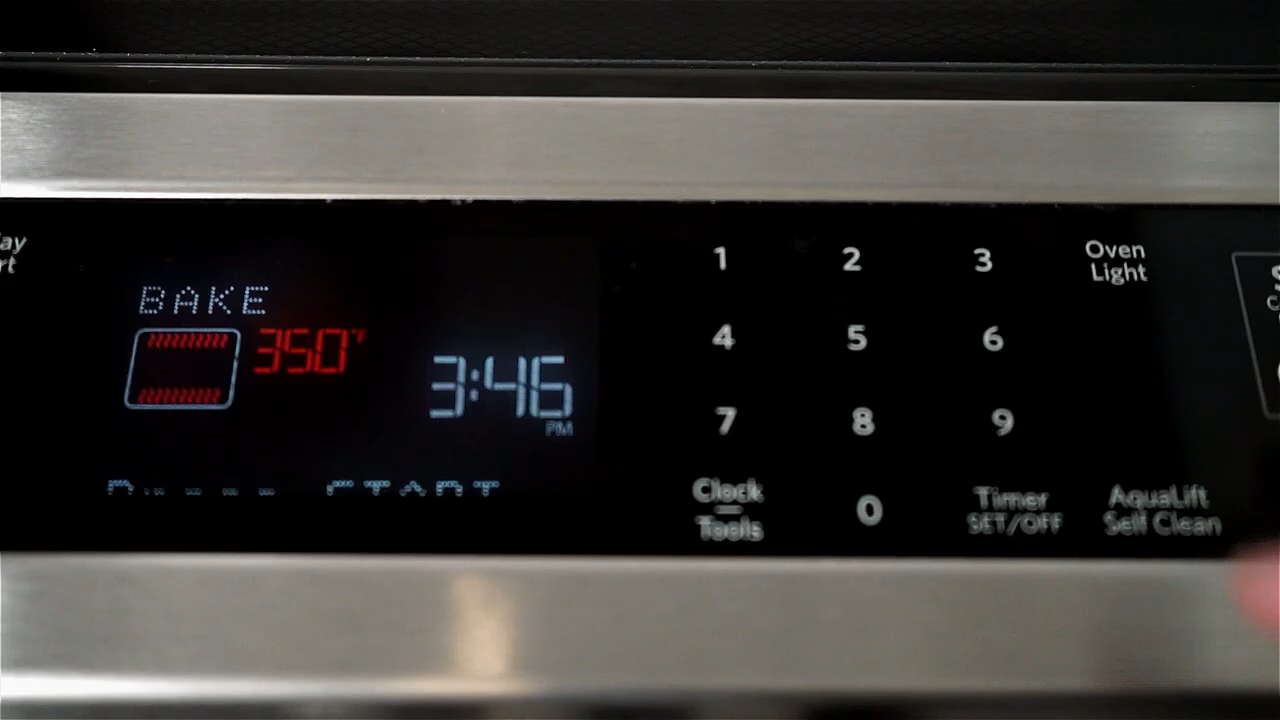 BAKE
350°F
3:46
PM
START
1 2 3
4 5 6
7 8 9
0
Oven
Light
Clock
Tools
Timer
SET/OFF
AquaLift
Self Clean